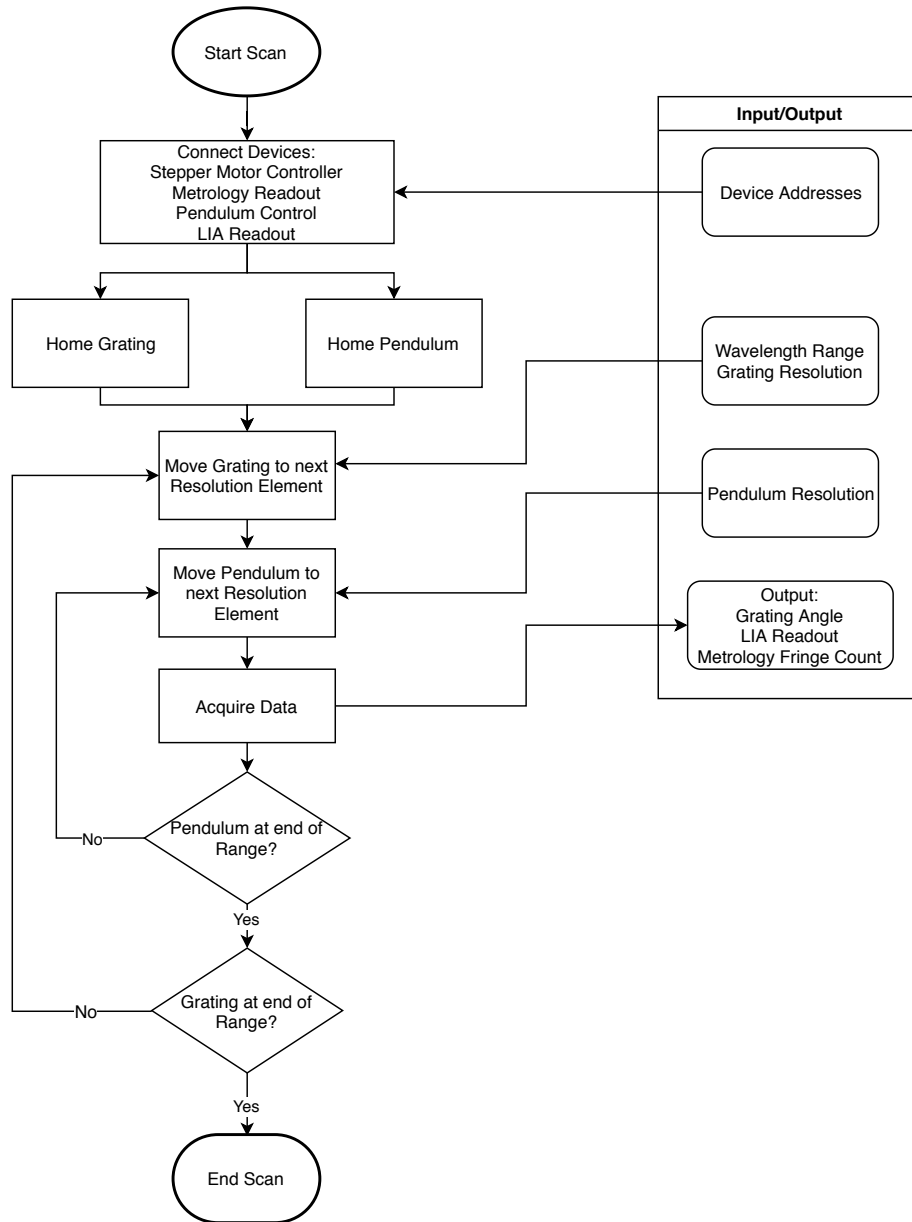 Start Scan
Connect Devices:
Stepper Motor Controller
Metrology Readout
Pendulum Control
LIA Readout
Home Grating
Home Pendulum
Move Grating to next
Resolution Element
Move Pendulum to
next Resolution
Element
Acquire Data
Pendulum at end of
Range?
No
Yes
Grating at end of
Range?
No
Yes
End Scan
Input/Output
Device Addresses
Wavelength Range
Grating Resolution
Pendulum Resolution
Output:
Grating Angle
LIA Readout
Metrology Fringe Count